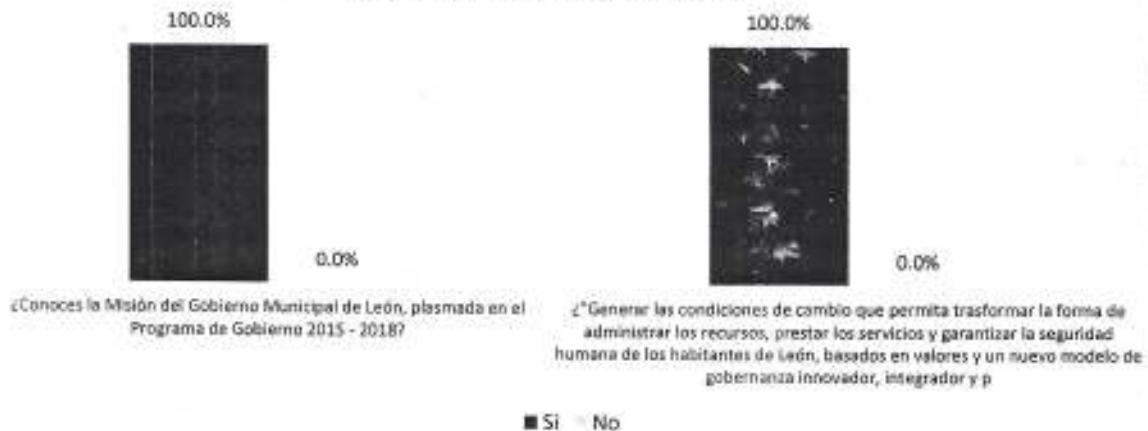 100.0%
100.0%
0.0%
0.0%
¿Conoces la Misión del Gobierno Municipal de León, plasmada en el
Programa de Gobierno 2015 - 2018?
¿"Generar las condiciones de cambio que permita trasformar la forma de
administrar los recursos, prestar los servicios y garantizar la seguridad
humana de los habitantes de León, basados en valores y un nuevo modelo de
gobernanza innovador, integrador y p
Si No